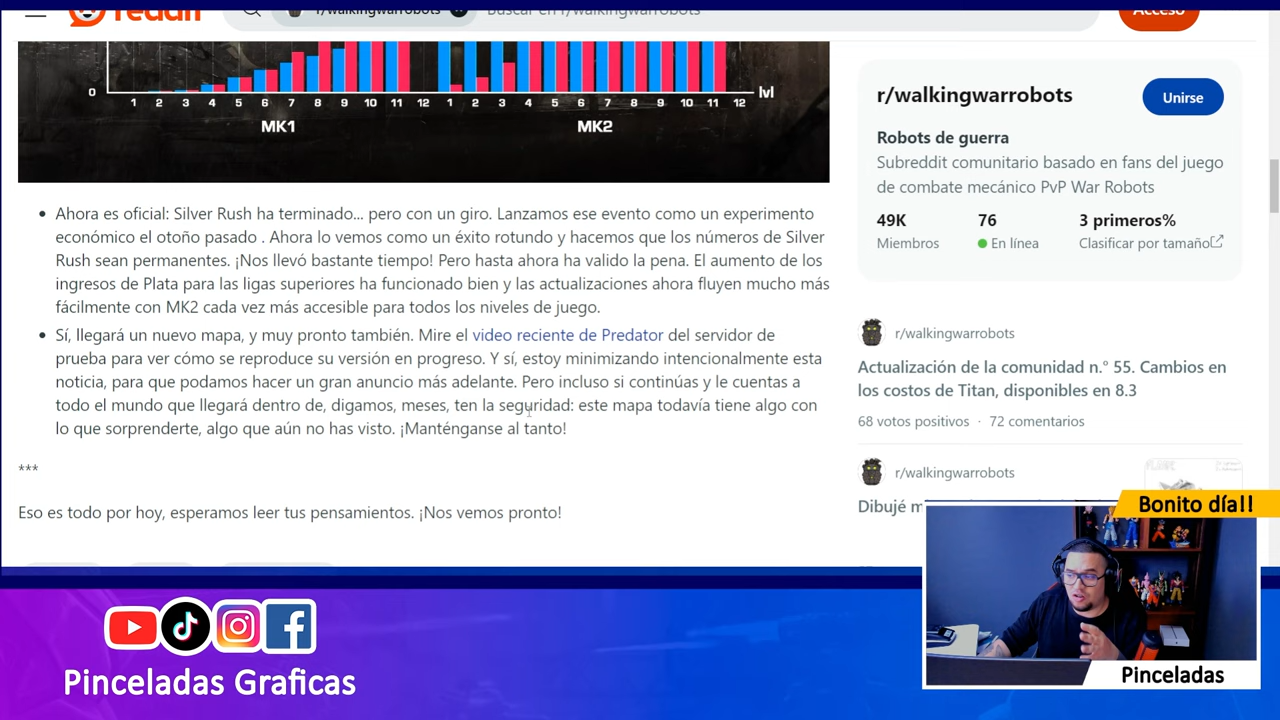 reddit
r/walkingwarrobots
Buscar en r/walkingwarrobots
Acceso
0
1 2 3 4 5 6 7 8 9 10 11 12 1 2 3 4 5 6 7 8 9 10 11 12
lvl
MK1
MK2
Ahora es oficial: Silver Rush ha terminado... pero con un giro. Lanzamos ese evento como un experimento
económico el otoño pasado . Ahora lo vemos como un éxito rotundo y hacemos que los números de Silver
Rush sean permanentes. ¡Nos llevó bastante tiempo! Pero hasta ahora ha valido la pena. El aumento de los
ingresos de Plata para las ligas superiores ha funcionado bien y las actualizaciones ahora fluyen mucho más
fácilmente con MK2 cada vez más accesible para todos los niveles de juego.
Sí, llegará un nuevo mapa, y muy pronto también. Mire el video reciente de Predator del servidor de
prueba para ver cómo se reproduce su versión en progreso. Y sí, estoy minimizando intencionalmente esta
noticia, para que podamos hacer un gran anuncio más adelante. Pero incluso si continúas y le cuentas a
todo el mundo que llegará dentro de, digamos, meses, ten la seguridad: este mapa todavía tiene algo con
lo que sorprenderte, algo que aún no has visto. ¡Manténganse al tanto!
***
Eso es todo por hoy, esperamos leer tus pensamientos. ¡Nos vemos pronto!
r/walkingwarrobots
Unirse
Robots de guerra
Subreddit comunitario basado en fans del juego
de combate mecánico PvP War Robots
49K 76 3 primeros%
Miembros En línea Clasificar por tamaño
r/walkingwarrobots
Actualización de la comunidad n.° 55. Cambios en
los costos de Titan, disponibles en 8.3
68 votos positivos · 72 comentarios
r/walkingwarrobots
Dibujé
Bonito día!!
Pinceladas
Pinceladas Graficas